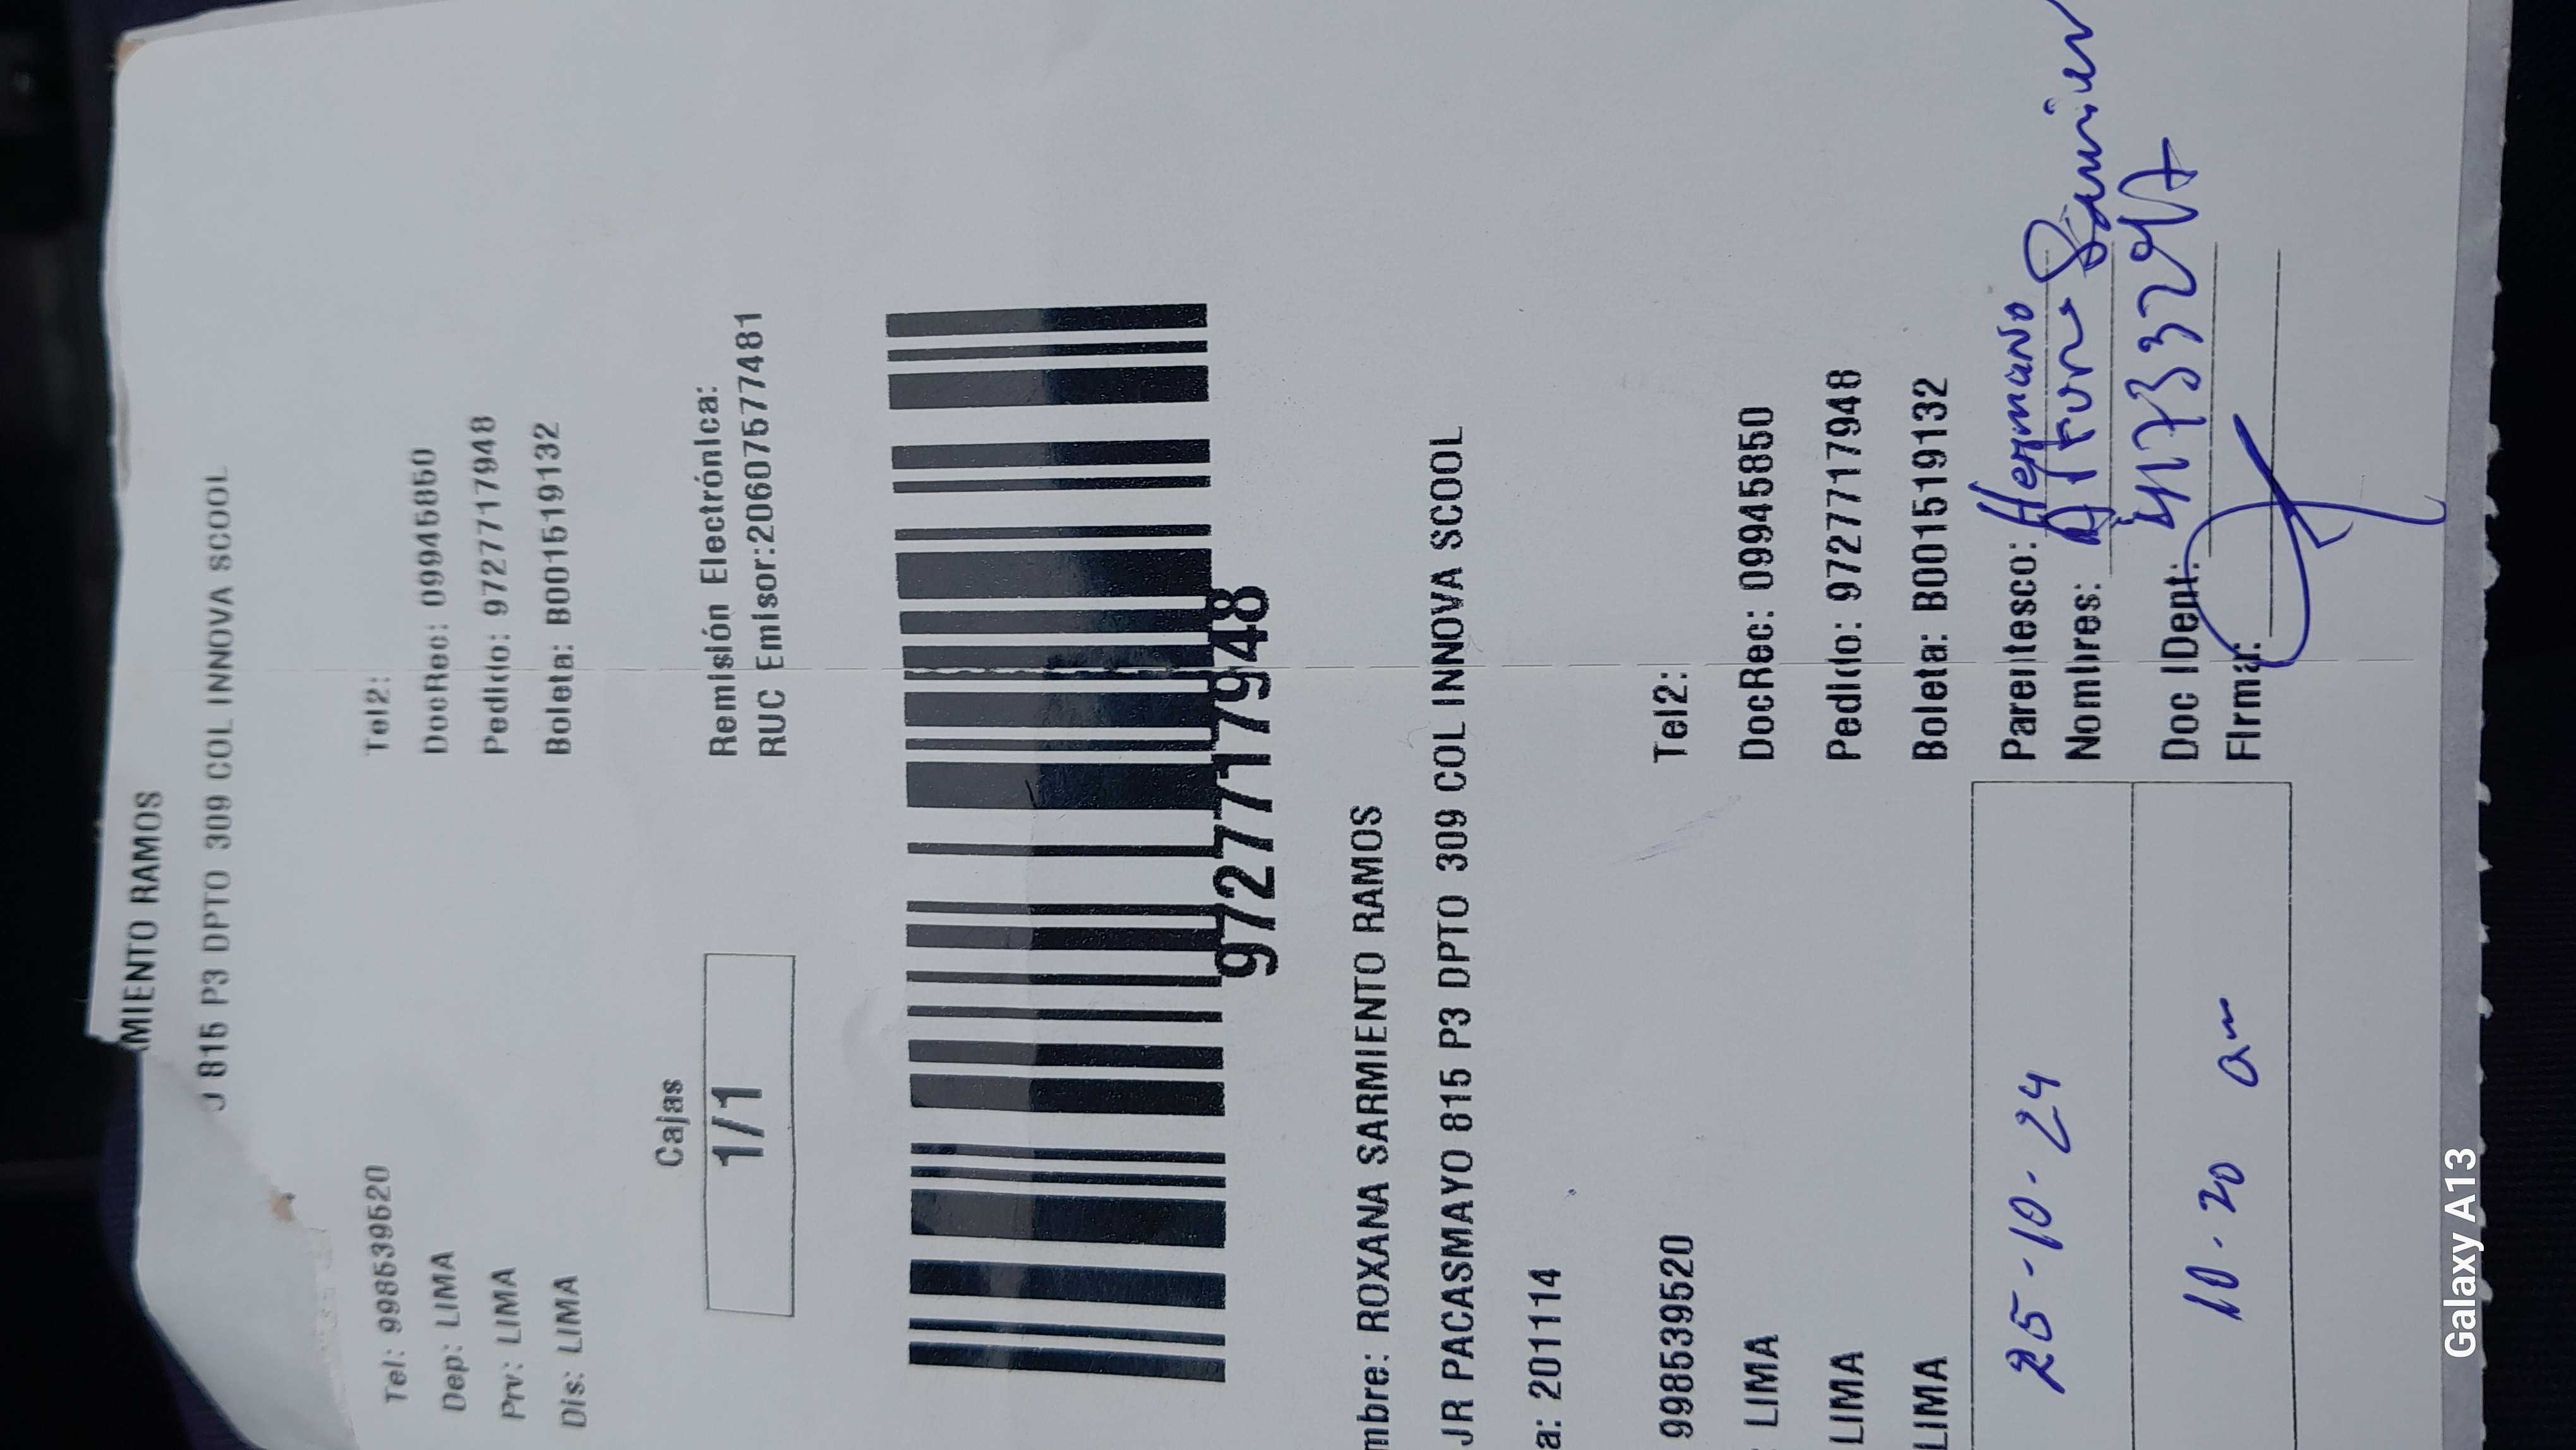 MIENTO RAMOS
J 815 P3 DPTO 309 COL INNOVA SCOOL
Tel: 998539520 Tel2:
Dep: LIMA DocRec: 09945850
Prv: LIMA Pedido: 972771 7948
Dis: LIMA Boleta: B001519132
Cajas
1/1
Remisión Electrónica:
RUC Emisor:20607577481
9727717948
mbre: ROXANA SARMIENTO RAMOS
JR PACASMAYO 815 P3 DPTO 309 COL INNOVA SCOOL
a: 201114
998539520 Tel2:
: LIMA DocRec: 09945850
LIMA Pedido: 9727717948
LIMA Boleta: B001519132
25-10-24
10-20 am
Parentesco: Hermano
Nombres:
Doc IDent:
Firma:
Galaxy A13